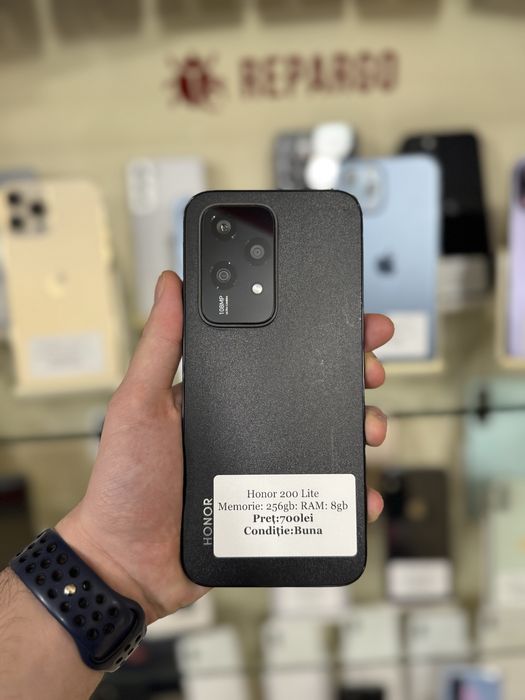 REPARGO
108MP
HONOR
Honor 200 Lite
Memorie: 256gb: RAM: 8gb
Preț:700lei
Condiție:Buna